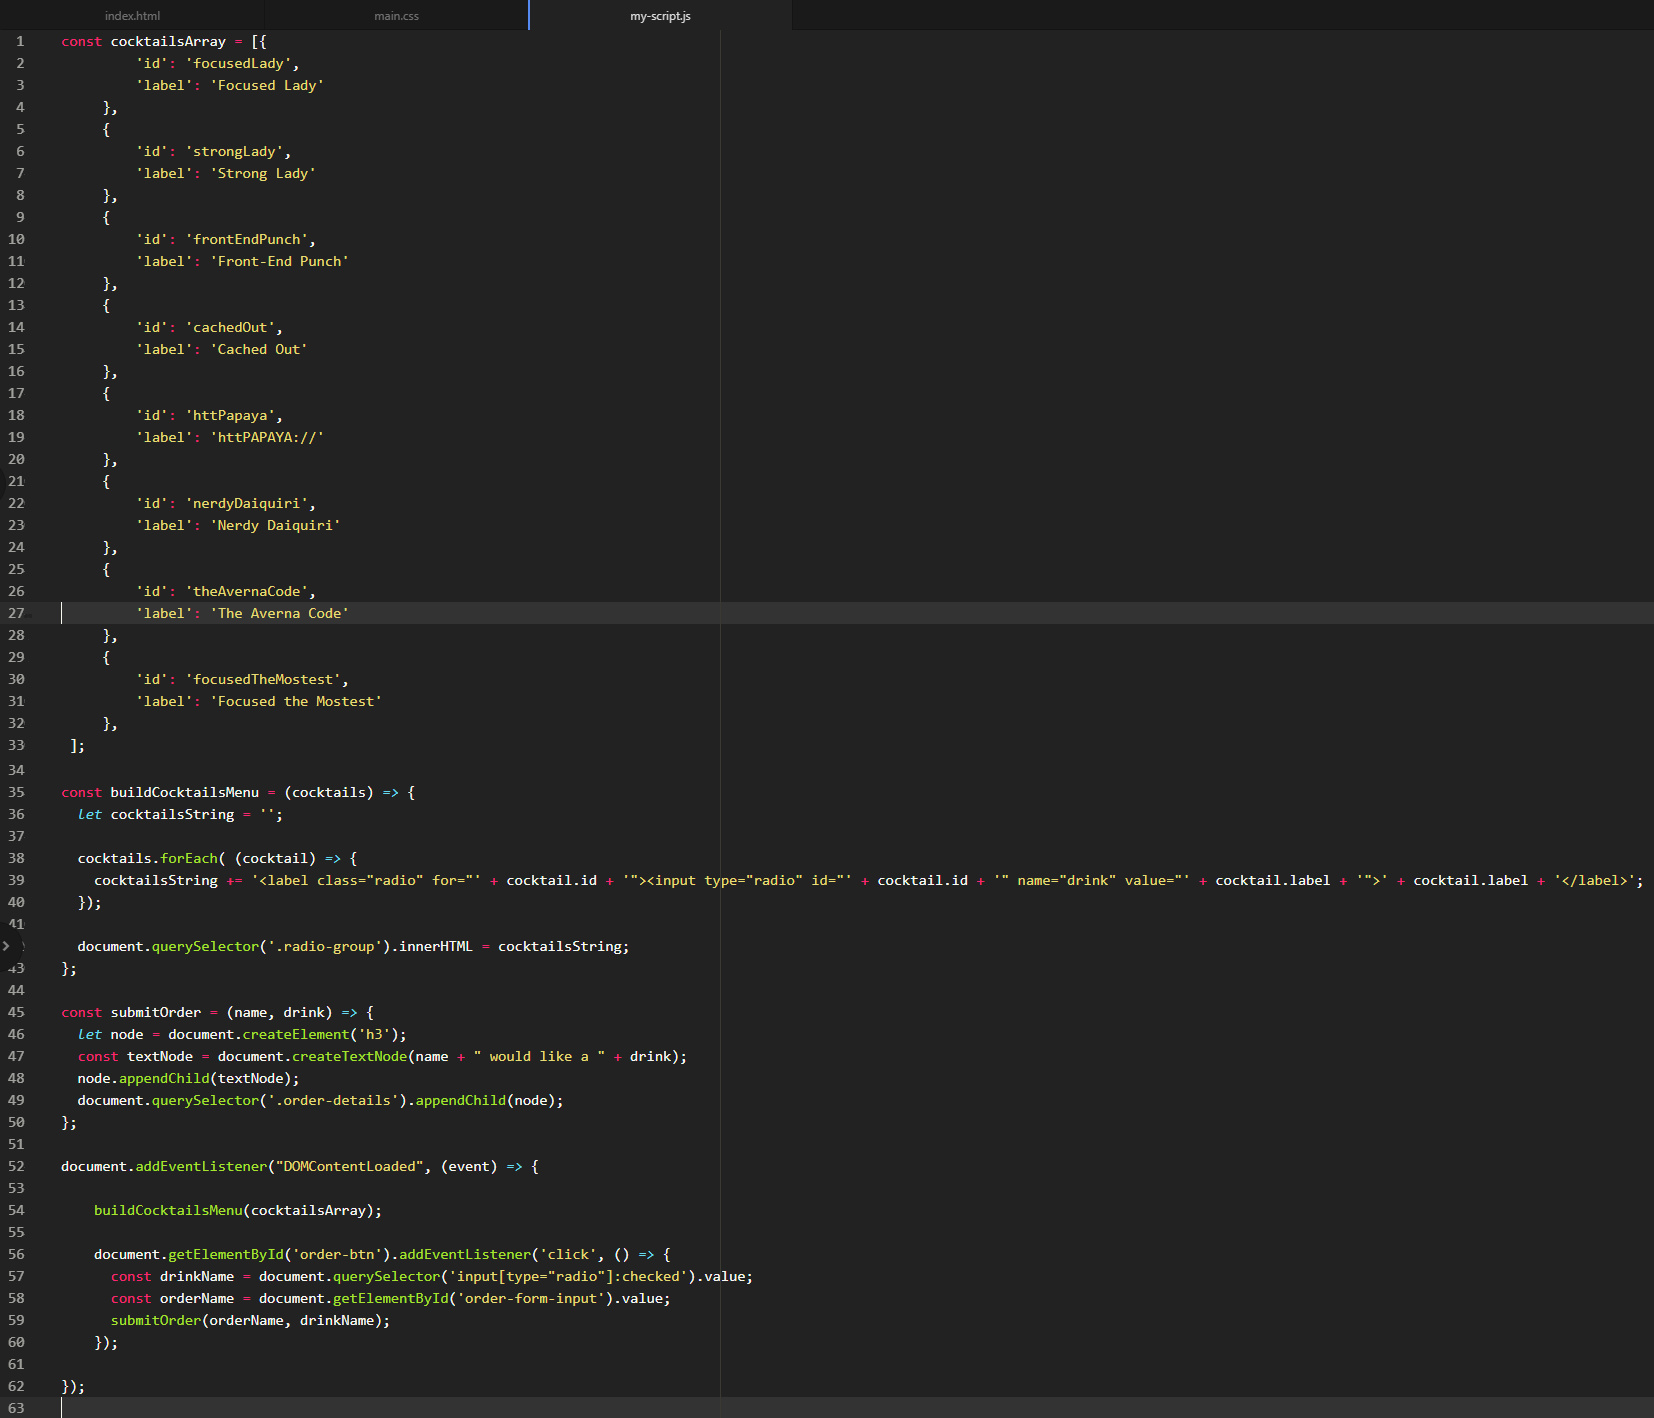 index.html main.css my-script.js
1 const cocktailsArray = [{
2 'id': 'focusedLady',
3 'label': 'Focused Lady'
4 },
5 {
6 'id': 'strongLady',
7 'label': 'Strong Lady'
8 },
9 {
10 'id': 'frontEndPunch',
11 'label': 'Front-End Punch'
12 },
13 {
14 'id': 'cachedOut',
15 'label': 'Cached Out'
16 },
17 {
18 'id': 'httPapaya',
19 'label': 'httPAPAYA://'
20 },
21 {
22 'id': 'nerdyDaiquiri',
23 'label': 'Nerdy Daiquiri'
24 },
25 {
26 'id': 'theAvernaCode',
27 'label': 'The Averna Code'
28 },
29 {
30 'id': 'focusedTheMostest',
31 'label': 'Focused the Mostest'
32 },
33 ];
34
35 const buildCocktailsMenu = (cocktails) => {
36 let cocktailsString = '';
37
38 cocktails.forEach( (cocktail) => {
39 cocktailsString += '<label class="radio" for="' + cocktail.id + '"><input type="radio" id="' + cocktail.id + '" name="drink" value="' + cocktail.label + '">' + cocktail.label + '</label>';
40 });
41
document.querySelector('.radio-group').innerHTML = cocktailsString;
43 };
44
45 const submitOrder = (name, drink) => {
46 let node = document.createElement('h3');
47 const textNode = document.createTextNode(name + " would like a " + drink);
48 node.appendChild(textNode);
49 document.querySelector('.order-details').appendChild(node);
50 };
51
52 document.addEventListener("DOMContentLoaded", (event) => {
53
54 buildCocktailsMenu(cocktailsArray);
55
56 document.getElementById('order-btn').addEventListener('click', () => {
57 const drinkName = document.querySelector('input[type="radio"]:checked').value;
58 const orderName = document.getElementById('order-form-input').value;
59 submitOrder(orderName, drinkName);
60 });
61
62 });
63